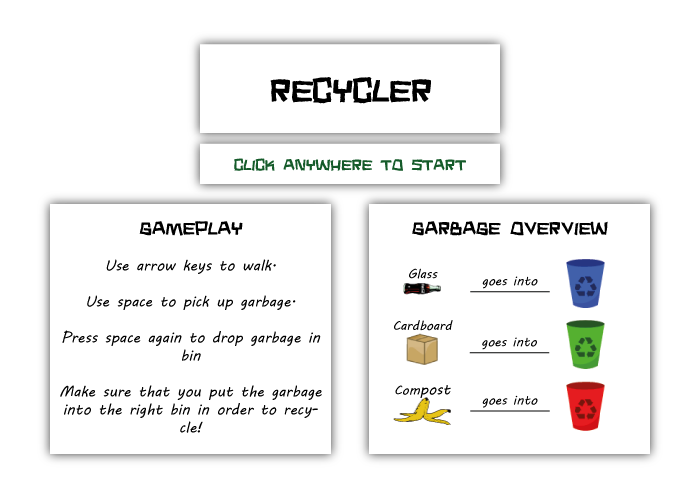 RECYCLER
CLICK ANYWHERE TO START
GAMEPLAY
Use arrow keys to walk.
Use space to pick up garbage.
Press space again to drop garbage in
bin
Make sure that you put the garbage
into the right bin in order to recy-
cle!
GARBAGE OVERVIEW
Glass
goes into
Cardboard
goes into
Compost
goes into